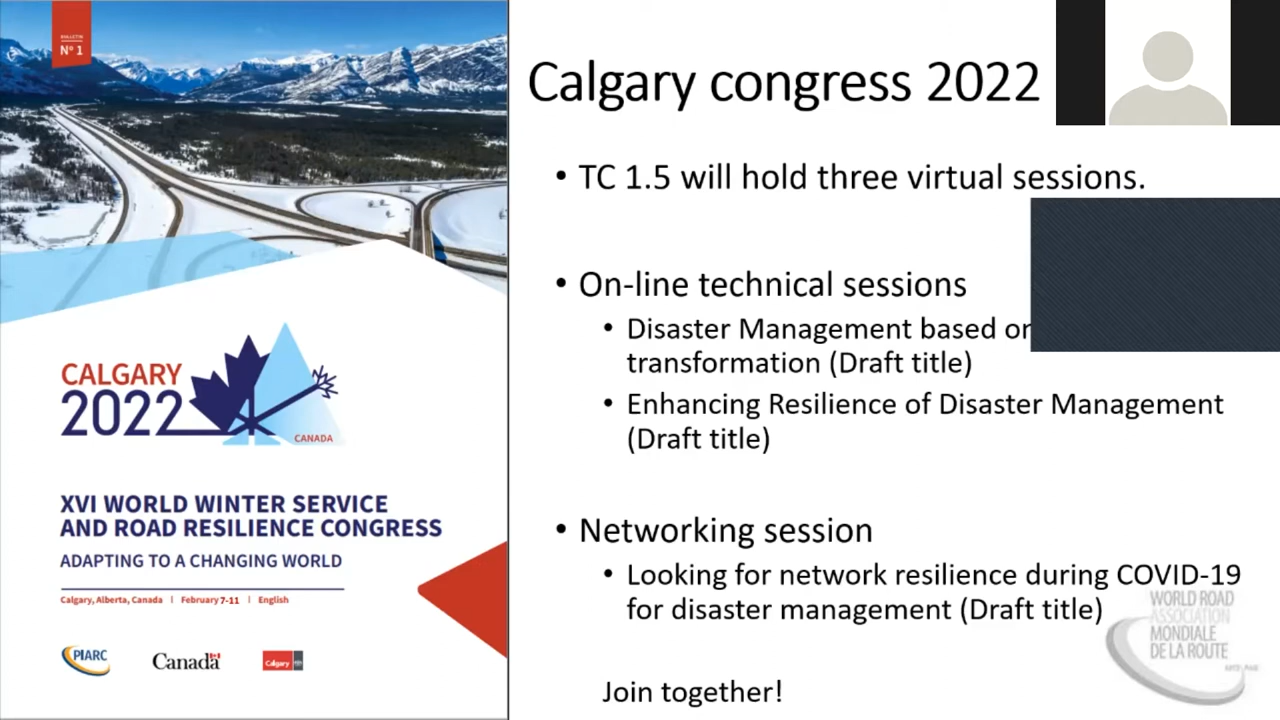 BULLETIN
Nº 1
CALGARY
2022
CANADA
XVI WORLD WINTER SERVICE
AND ROAD RESILIENCE CONGRESS
ADAPTING TO A CHANGING WORLD
Calgary, Alberta, Canada | February 7-11 | English
PIARC
Canada
Calgary
Calgary congress 2022
• TC 1.5 will hold three virtual sessions.
• On-line technical sessions
• Disaster Management based on
transformation (Draft title)
• Enhancing Resilience of Disaster Management
(Draft title)
• Networking session
• Looking for network resilience during COVID-19
for disaster management (Draft title)
Join together!
WORLD ROAD
ASSOCIATION
MONDIALE
DE LA ROUTE